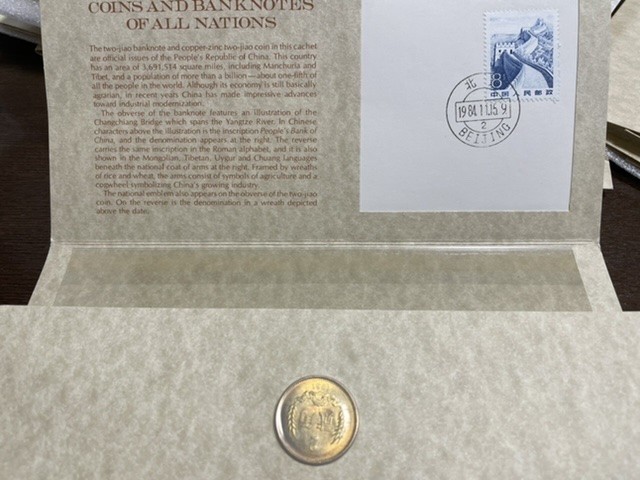 COINS AND BANKNOTES
OF ALL NATIONS
The two-jiao banknote and copper-zinc two-jiao coin in this cachet
are official issues of the People's Republic of China. This country
has an area of 3,691,514 square miles, including Manchuria and
Tibet, and a population of more than a billion—about one-fifth of
all the people in the world. Although its economy is still basically
agrarian, in recent years China has made impressive advances
toward industrial modernization.
The obverse of the banknote features an illustration of the
Changchiang Bridge which spans the Yangtze River. In Chinese
characters above the illustration is the inscription People's Bank of
China, and the denomination appears at the right. The reverse
carries the same inscription in the Roman alphabet, and it is also
shown in the Mongolian, Tibetan, Uygur and Chuang languages
beneath the national coat of arms at the right. Framed by wreaths
of rice and wheat, the arms consist of symbols of agriculture and a
cogwheel symbolizing China's growing industry.
The national emblem also appears on the obverse of the two-jiao
coin. On the reverse is the denomination in a wreath depicted
above the date.
8
中国人民邮政
北
1984.11.15.9
2
BEIJING